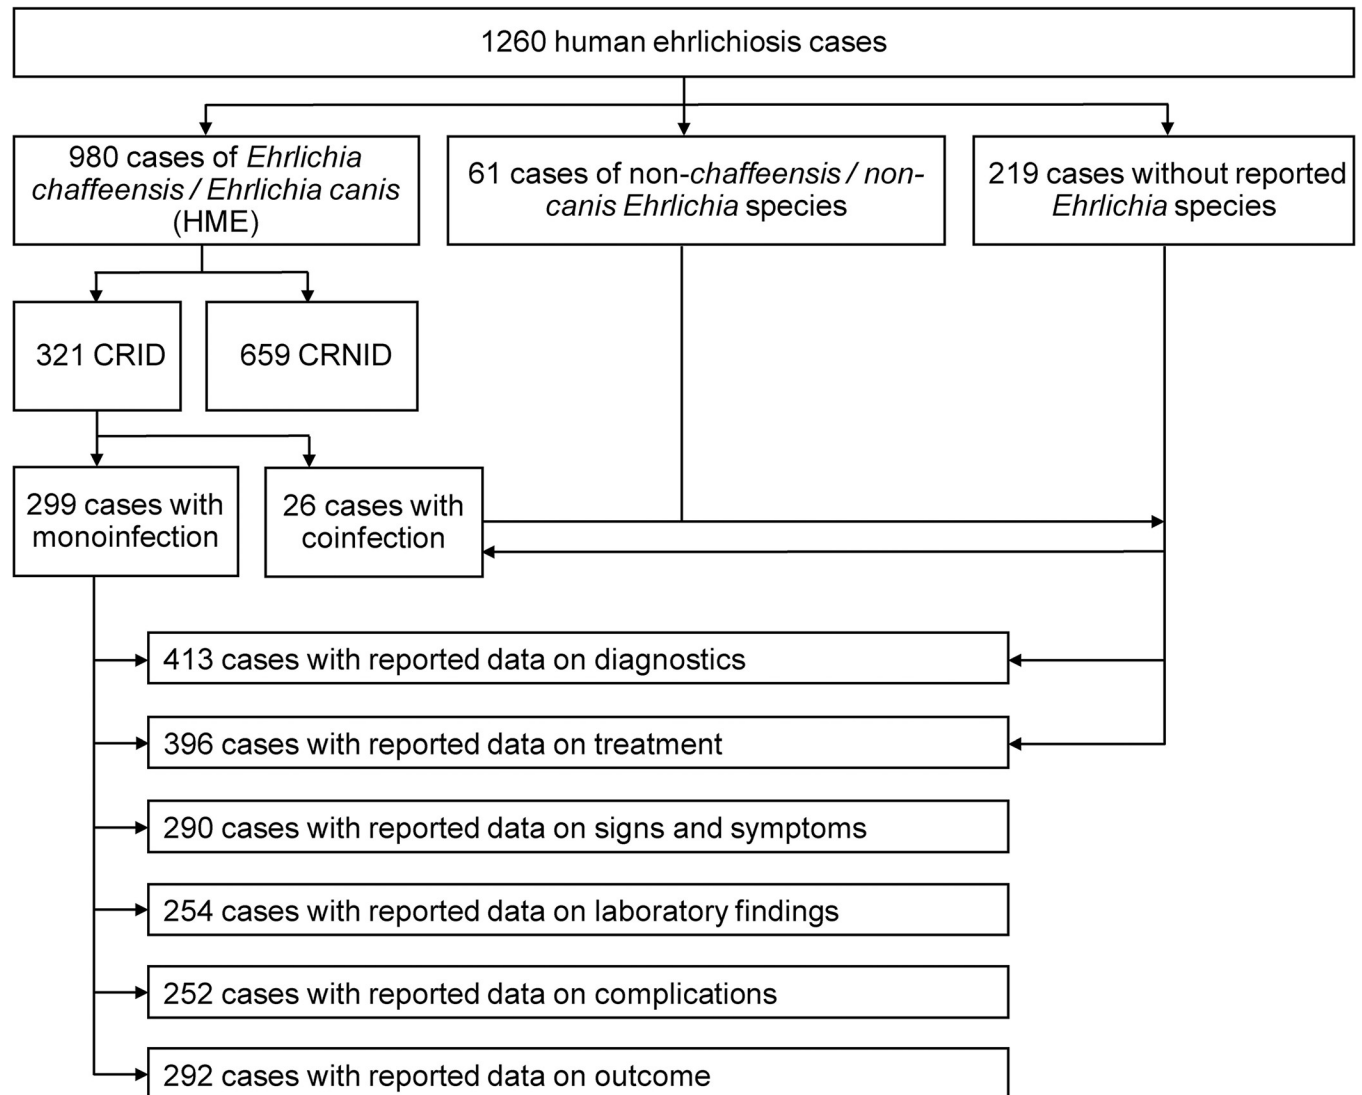 1260 human ehrlichiosis cases
980 cases of Ehrlichia
chaffeensis / Ehrlichia canis
(HME)
61 cases of non-chaffeensis / non-
canis Ehrlichia species
219 cases without reported
Ehrlichia species
321 CRID
659 CRNID
299 cases with
monoinfection
26 cases with
coinfection
413 cases with reported data on diagnostics
396 cases with reported data on treatment
290 cases with reported data on signs and symptoms
254 cases with reported data on laboratory findings
252 cases with reported data on complications
292 cases with reported data on outcome